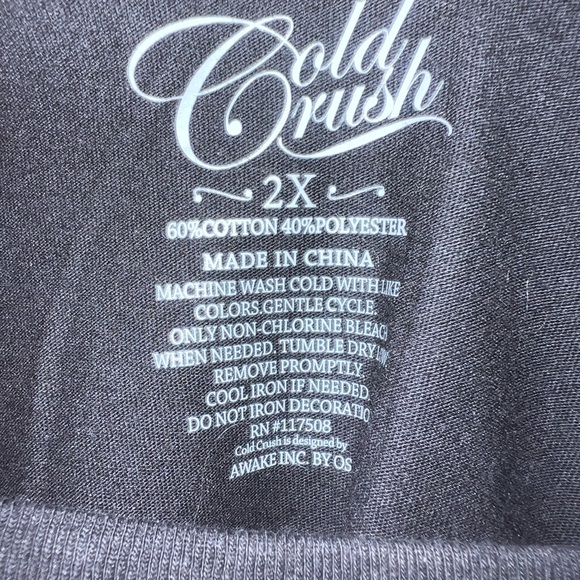 Cold
Crush
2X
60%COTTON 40%POLYESTER
MADE IN CHINA
MACHINE WASH COLD WITH LIKE
COLORS.GENTLE CYCLE.
ONLY NON-CHLORINE BLEACH
WHEN NEEDED. TUMBLE DRY
REMOVE PROMPTLY.
COOL IRON IF NEEDED.
DO NOT IRON DECORATIO
RN #117508
Cold Crush is designed by
AWAKE INC. BY OS